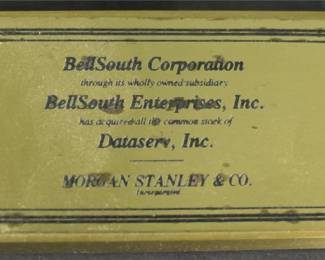 BellSouth Corporation
through its wholly owned subsidiary
BellSouth Enterprises, Inc.
has acquired all the common stock of
Dataserv, Inc.
MORGAN STANLEY & CO.
Incorporated